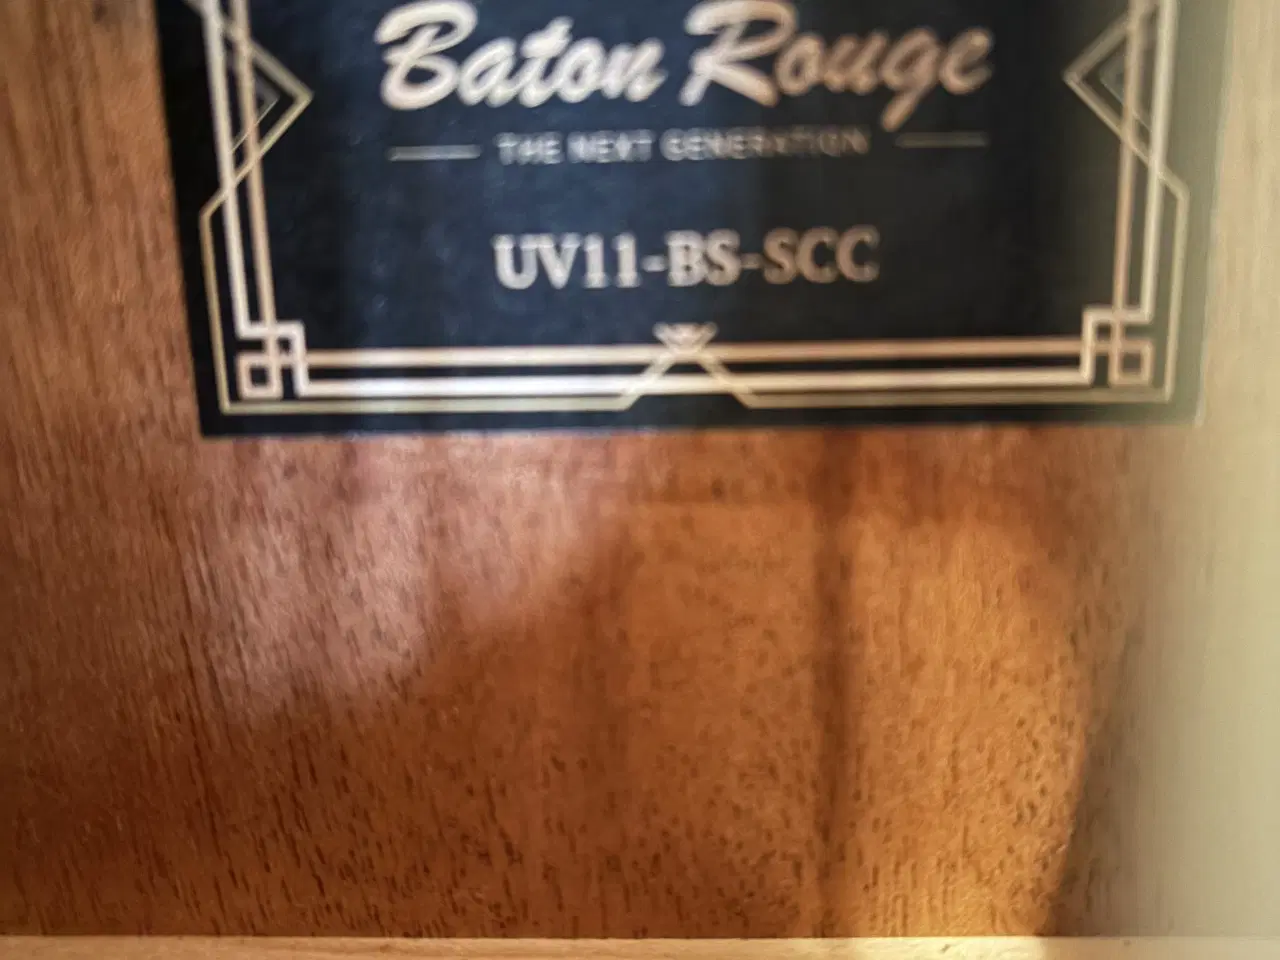 Baton Rouge
THE NEXT GENERATION
UV11-BS-SCC